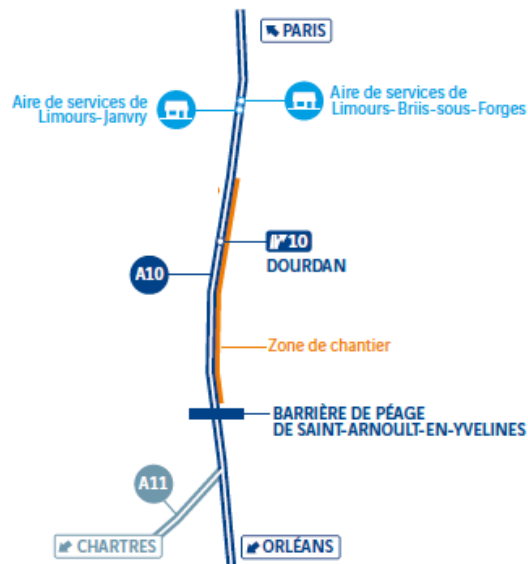 PARIS
Aire de services de
Limours-Janvry
Aire de services de
Limours-Briis-sous-Forges
10
DOURDAN
A10
Zone de chantier
BARRIÈRE DE PÉAGE
DE SAINT-ARNOULT-EN-YVELINES
A11
CHARTRES
ORLÉANS